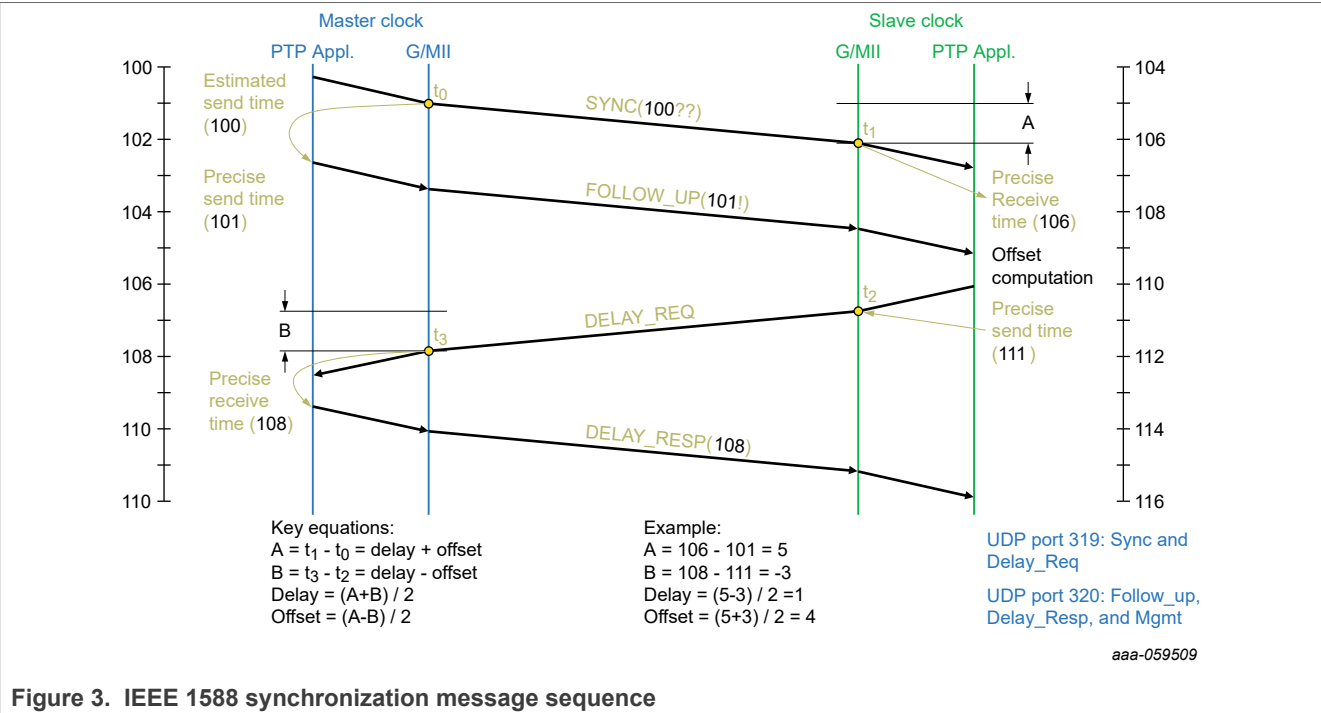 Master clock
Slave clock
PTP Appl.
G/MII
G/MII
PTP Appl.
100
102
104
106
108
110
110
104
106
108
110
112
114
116
Estimated
send time
(100)
t0
SYNC(100??)
t1
A
Precise
send time
(101)
FOLLOW_UP(101!)
Precise
Receive
time (106)
Offset
computation
t2
DELAY_REQ
B
t3
Precise
send time
(111 )
Precise
receive
time (108)
DELAY_RESP(108)
Key equations:
A = t1 - t0 = delay + offset
B = t3 - t2 = delay - offset
Delay = (A+B) / 2
Offset = (A-B) / 2
Example:
A = 106 - 101 = 5
B = 108 - 111 = -3
Delay = (5-3) / 2 =1
Offset = (5+3) / 2 = 4
UDP port 319: Sync and
Delay_Req
UDP port 320: Follow_up,
Delay_Resp, and Mgmt
aaa-059509
Figure 3. IEEE 1588 synchronization message sequence